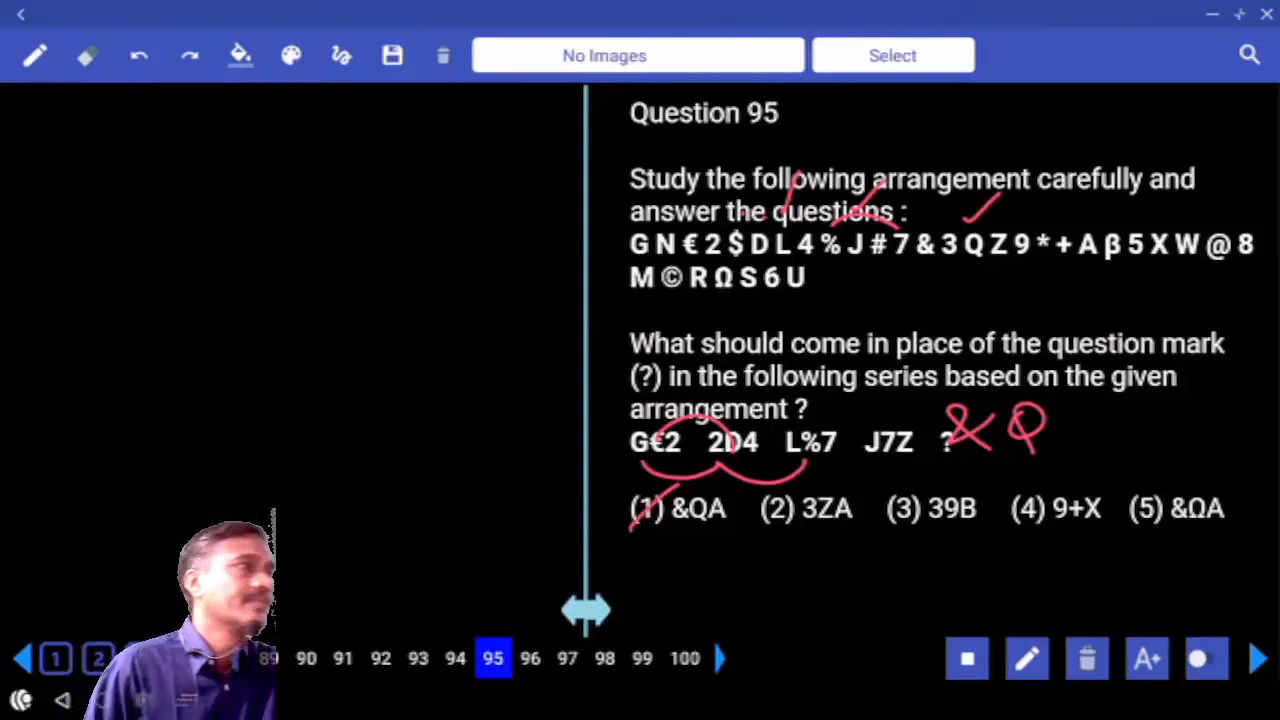 No Images
Select
Question 95
Study the following arrangement carefully and
answer the questions :
G N € 2 $ D L 4 % J # 7 & 3 Q Z 9 * + A β 5 X W @ 8
M © R Ω S 6 U
What should come in place of the question mark
(?) in the following series based on the given
arrangement ?
G€2 2D4 L%7 J7Z ? & Q
(1) &QA (2) 3ZA (3) 39B (4) 9+X (5) &ΩA
1 2 89 90 91 92 93 94 95 96 97 98 99 100
A+